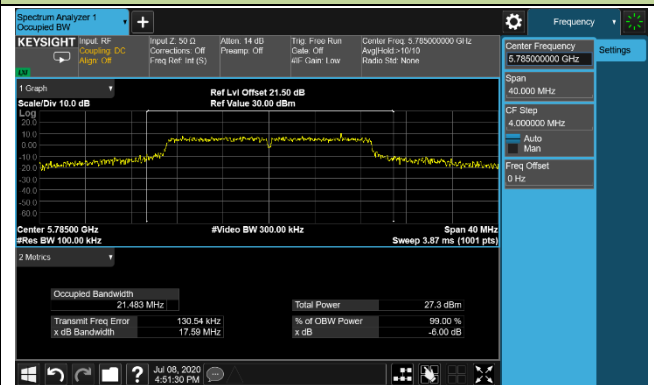 Spectrum Analyzer 1
Occupied BW
Frequency
KEYSIGHT
Input: RF
Coupling: DC
Align: Off
Input Z: 50 Ω
Corrections: Off
Freq Ref: Int (S)
Atten: 14 dB
Preamp: Off
Trig: Free Run
Gate: Off
#IF Gain: Low
Center Freq: 5.785000000 GHz
Avg|Hold:>10/10
Radio Std: None
Center Frequency
5.785000000 GHz
Settings
Span
40.000 MHz
CF Step
4.000000 MHz
Auto
Man
Freq Offset
0 Hz
1 Graph
Scale/Div 10.0 dB
Ref Lvl Offset 21.50 dB
Ref Value 30.00 dBm
Log
20.0
10.0
0.00
-10.0
-20.0
-30.0
-40.0
-50.0
-60.0
Center 5.78500 GHz
#Res BW 100.00 kHz
#Video BW 300.00 kHz
Span 40 MHz
Sweep 3.87 ms (1001 pts)
2 Metrics
Occupied Bandwidth
21.483 MHz
Total Power
27.3 dBm
Transmit Freq Error
130.54 kHz
% of OBW Power
99.00 %
x dB Bandwidth
17.59 MHz
x dB
-6.00 dB
?
Jul 08, 2020
4:51:30 PM